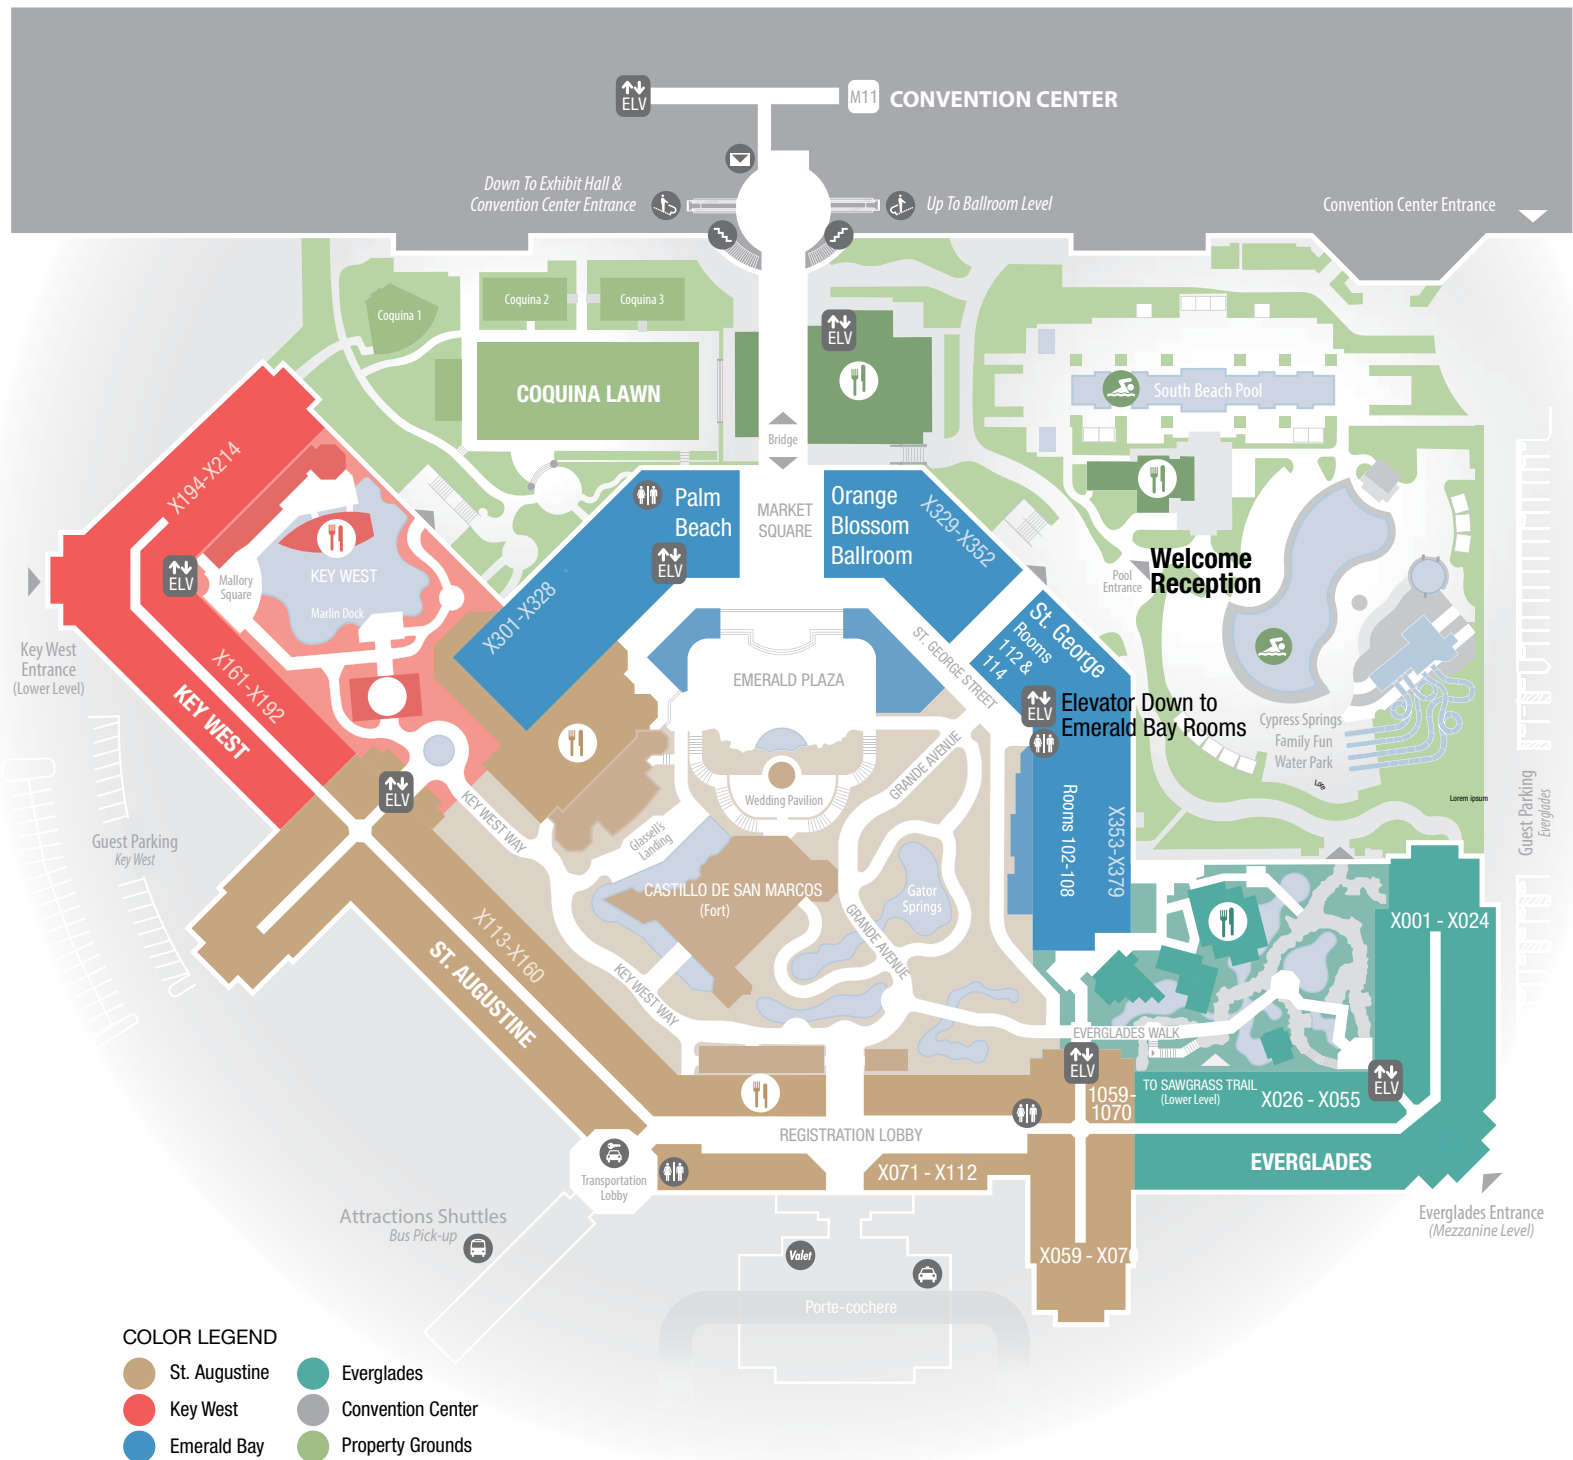 ELV
M11
CONVENTION CENTER
Down To Exhibit Hall &
Convention Center Entrance
Up To Ballroom Level
Convention Center Entrance
Coquina 1
Coquina 2
Coquina 3
ELV
COQUINA LAWN
South Beach Pool
Bridge
X194-X214
Palm
Beach
MARKET
SQUARE
Orange
Blossom
Ballroom
X329-X352
ELV
ELV
KEY WEST
Mallory
Square
Marlin Dock
Pool
Entrance
Welcome
Reception
X301-X328
Key West
Entrance
(Lower Level)
X161-X192
KEY WEST
EMERALD PLAZA
ST. GEORGE STREET
St. George
Rooms
112 &
114
ELV
Elevator Down to
Emerald Bay Rooms
Cypress Springs
Family Fun
Water Park
Lore
Lorem ipsum
GRANDE AVENUE
Wedding Pavilion
ELV
KEY WEST WAY
Glassell's
Landing
Guest Parking
Key West
Guest Parking
Everglades
Rooms 102-108
X353-X379
CASTILLO DE SAN MARCOS
(Fort)
Gator
Springs
GRANDE AVENUE
X001 - X024
X113-X160
ST. AUGUSTINE
KEY WEST WAY
EVERGLADES WALK
ELV
TO SAWGRASS TRAIL
(Lower Level)
X026 - X055
ELV
1059-
1070
REGISTRATION LOBBY
X071 - X112
EVERGLADES
Transportation
Lobby
Attractions Shuttles
Bus Pick-up
Everglades Entrance
(Mezzanine Level)
Valet
X059 - X070
Porte-cochere
COLOR LEGEND
St. Augustine
Everglades
Key West
Convention Center
Emerald Bay
Property Grounds